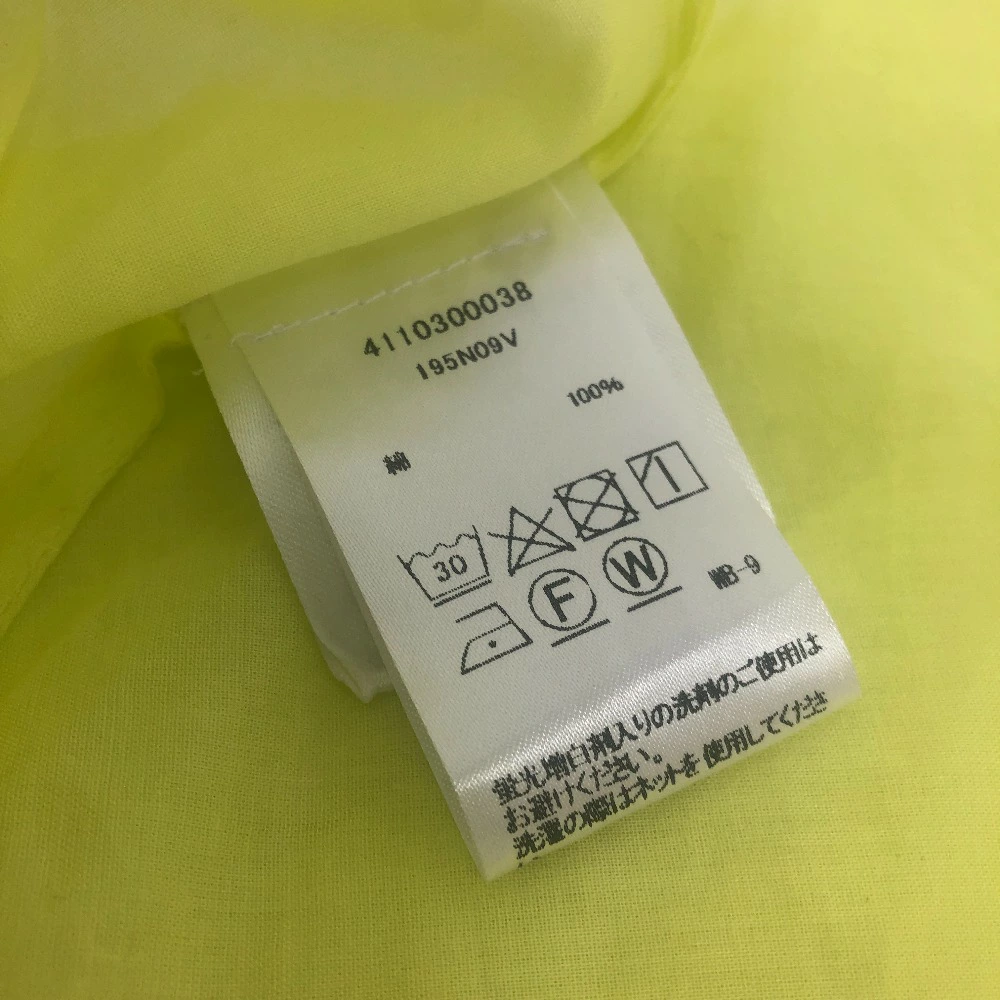 4110300038
195N09V
綿 100%
30
F W WB-9
蛍光増白剤入りの洗剤のご使用は
お避けください。
洗濯の際はネットを使用してくださ